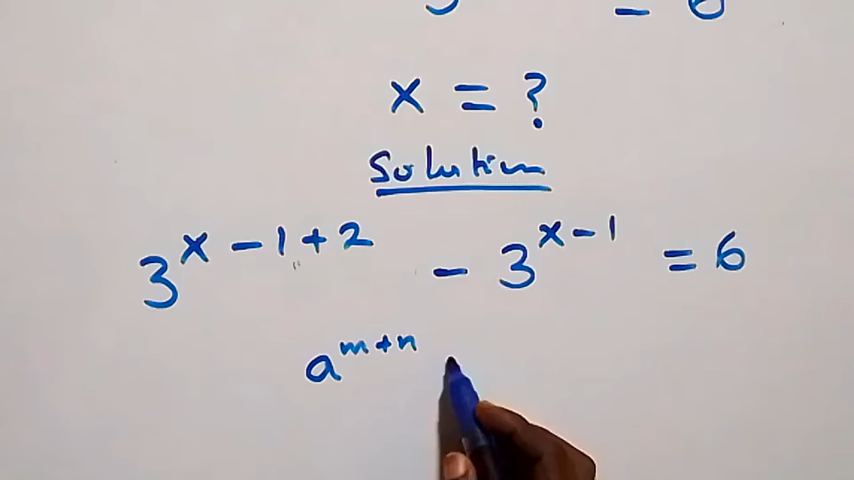 x = ?
Solution
3^{x-1+2} - 3^{x-1} = 6
a^{m+n}